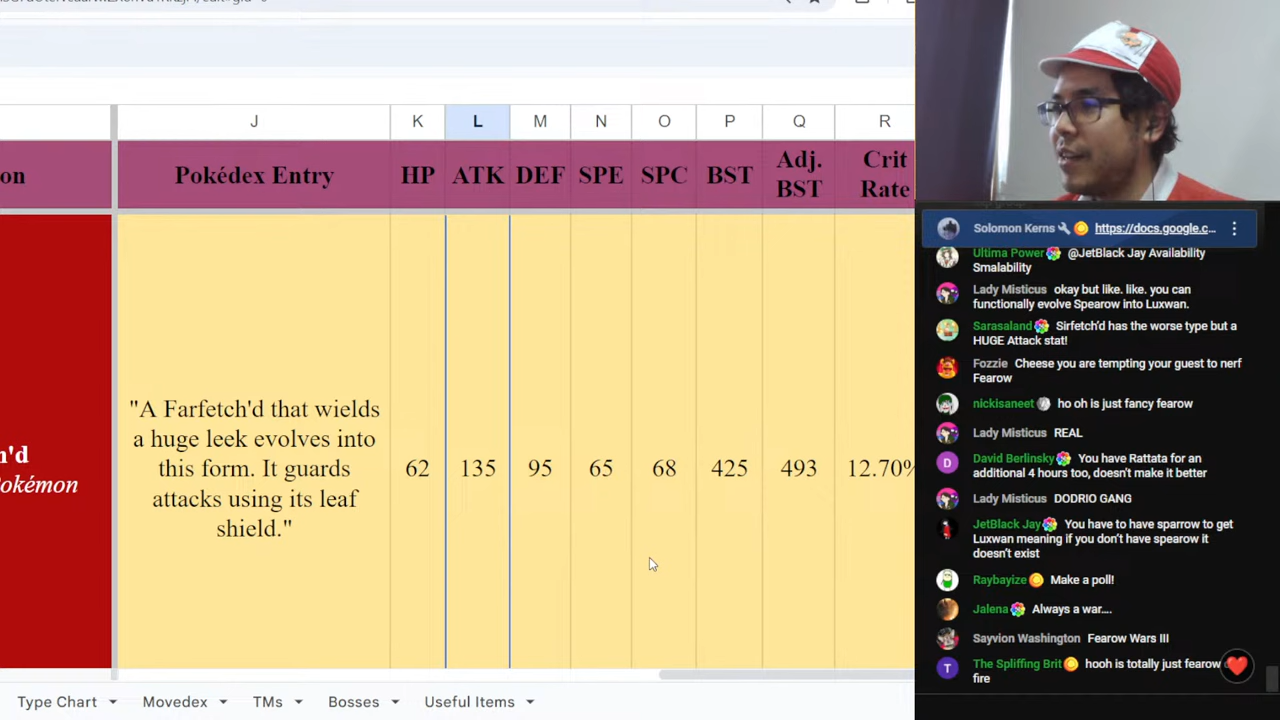 J K L M N O P Q R
on Pokédex Entry HP ATK DEF SPE SPC BST Adj. BST Crit Rate
"A Farfetch'd that wields
a huge leek evolves into
this form. It guards
attacks using its leaf
shield."
62 135 95 65 68 425 493 12.70%
h'd
Pokémon
Type Chart Movedex TMs Bosses Useful Items
Solomon Kerns https://docs.google.c...
Ultima Power @JetBlack Jay Availability
Smalability
Lady Misticus okay but like. like. you can
functionally evolve Spearow into Luxwan.
Sarasaland Sirfetch'd has the worse type but a
HUGE Attack stat!
Fozzie Cheese you are tempting your guest to nerf
Fearow
nickisaneet ho oh is just fancy fearow
Lady Misticus REAL
David Berlinsky You have Rattata for an
additional 4 hours too, doesn't make it better
Lady Misticus DODRIO GANG
JetBlack Jay You have to have sparrow to get
Luxwan meaning if you don't have spearow it
doesn't exist
Raybayize Make a poll!
Jalena Always a war....
Sayvion Washington Fearow Wars III
The Spliffing Brit hooh is totally just fearow
fire